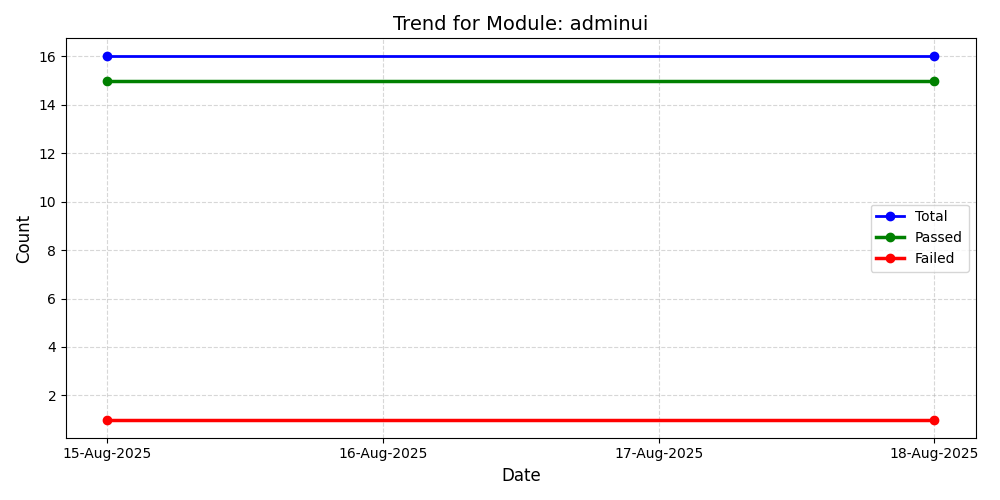 Trend for Module: adminui
16
14
12
10
8
6
4
2
Count
Total
Passed
Failed
15-Aug-2025
16-Aug-2025
17-Aug-2025
18-Aug-2025
Date